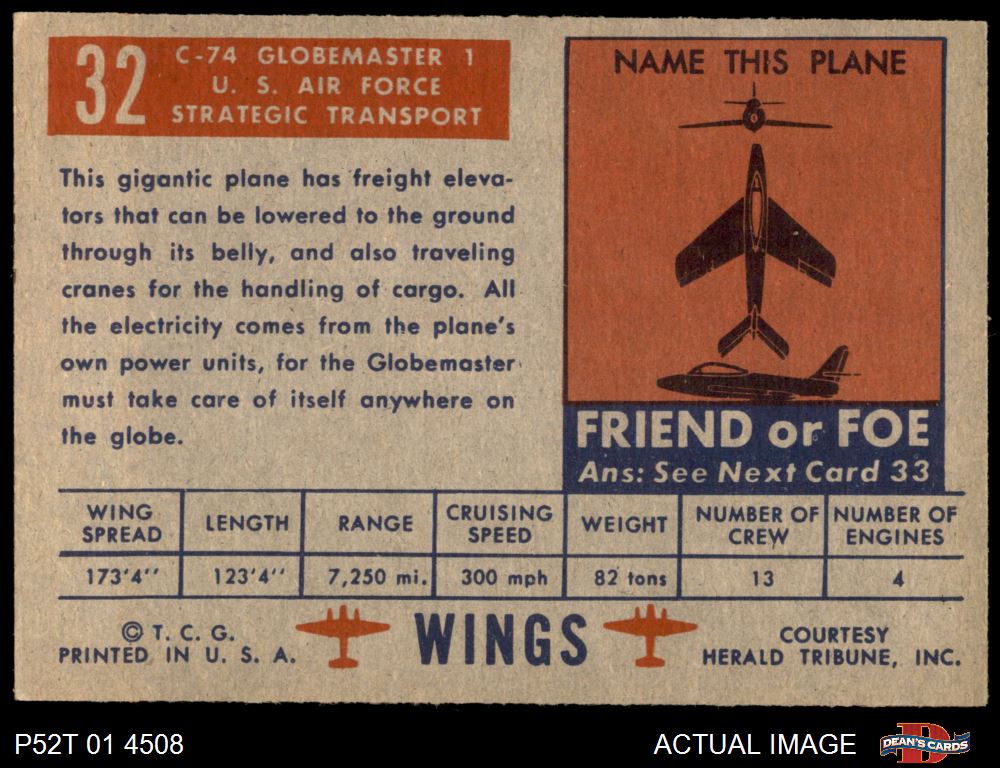 32
C-74 GLOBEMASTER 1
U. S. AIR FORCE
STRATEGIC TRANSPORT
This gigantic plane has freight eleva-
tors that can be lowered to the ground
through its belly, and also traveling
cranes for the handling of cargo. All
the electricity comes from the plane's
own power units, for the Globemaster
must take care of itself anywhere on
the globe.
NAME THIS PLANE
FRIEND or FOE
Ans: See Next Card 33
WING SPREAD LENGTH RANGE CRUISING SPEED WEIGHT NUMBER OF CREW NUMBER OF ENGINES
173'4'' 123'4'' 7,250 mi. 300 mph 82 tons 13 4
© T. C. G.
PRINTED IN U. S. A.
WINGS
COURTESY
HERALD TRIBUNE, INC.
P52T 01 4508
ACTUAL IMAGE
D
DEAN'S CARDS